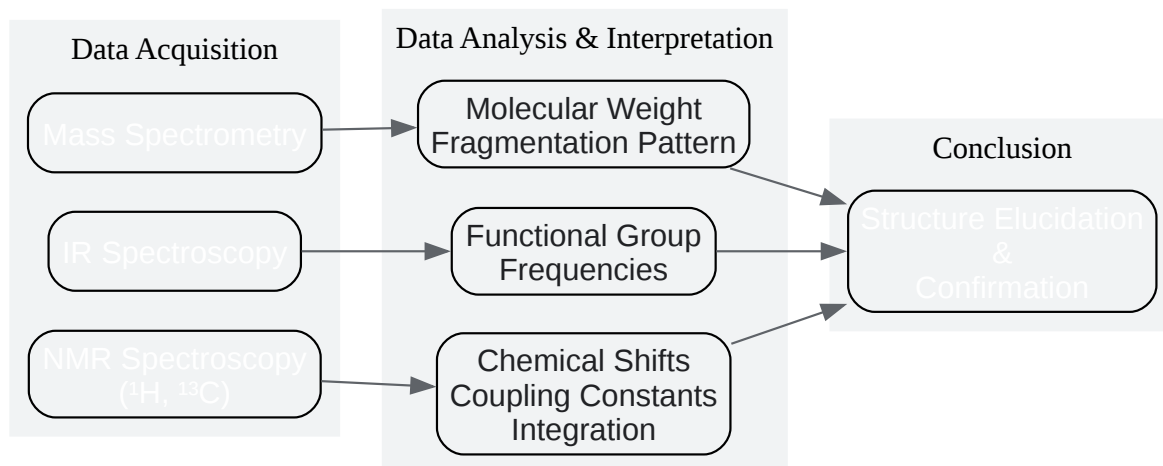 Data Acquisition
Mass Spectrometry
IR Spectroscopy
NMR Spectroscopy
(¹H, ¹³C)
Data Analysis & Interpretation
Molecular Weight
Fragmentation Pattern
Functional Group
Frequencies
Chemical Shifts
Coupling Constants
Integration
Conclusion
Structure Elucidation
&
Confirmation